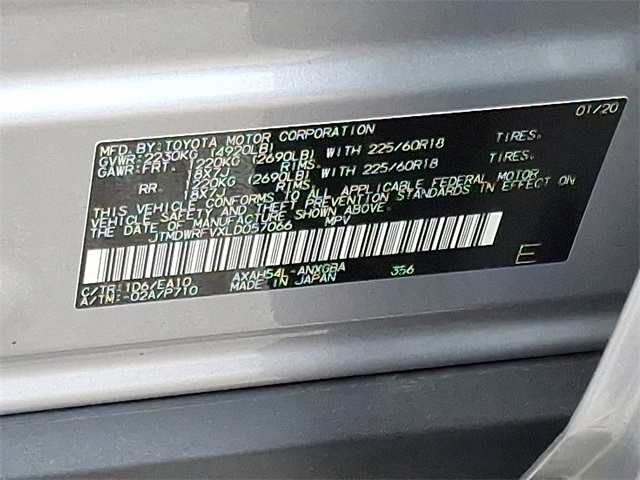 MFD. BY: TOYOTA MOTOR CORPORATION 01/20
GVWR: 2230KG (4920LB)
GAWR: FRT. 1220KG (2690LB) WITH 225/60R18 TIRES.
18X7J RIMS.
RR. 1220KG (2690LB) WITH 225/60R18 TIRES.
18X7J RIMS.
THIS VEHICLE CONFORMS TO ALL APPLICABLE FEDERAL MOTOR
VEHICLE SAFETY AND THEFT PREVENTION STANDARDS IN EFFECT ON
THE DATE OF MANUFACTURE SHOWN ABOVE.
JTMDWRFVXLD057066 MPV
C/TR: 1D6/EA10 AXAH54L-ANXGBA 356
A/TM: -02A/P710 MADE IN JAPAN
E